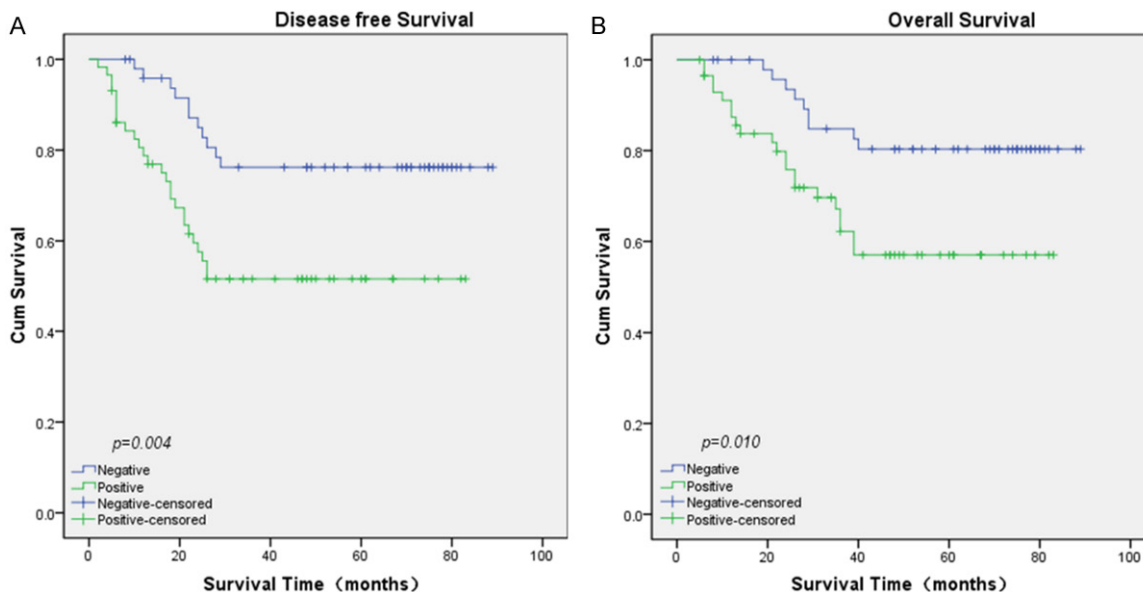 A
Disease free Survival
Cum Survival
1.0
0.8
0.6
0.4
0.2
0.0
p=0.004
Negative
Positive
Negative-censored
Positive-censored
0 20 40 60 80 100
Survival Time（months）
B
Overall Survival
Cum Survival
1.0
0.8
0.6
0.4
0.2
0.0
p=0.010
Negative
Positive
Negative-censored
Positive-censored
0 20 40 60 80 100
Survival Time（months）